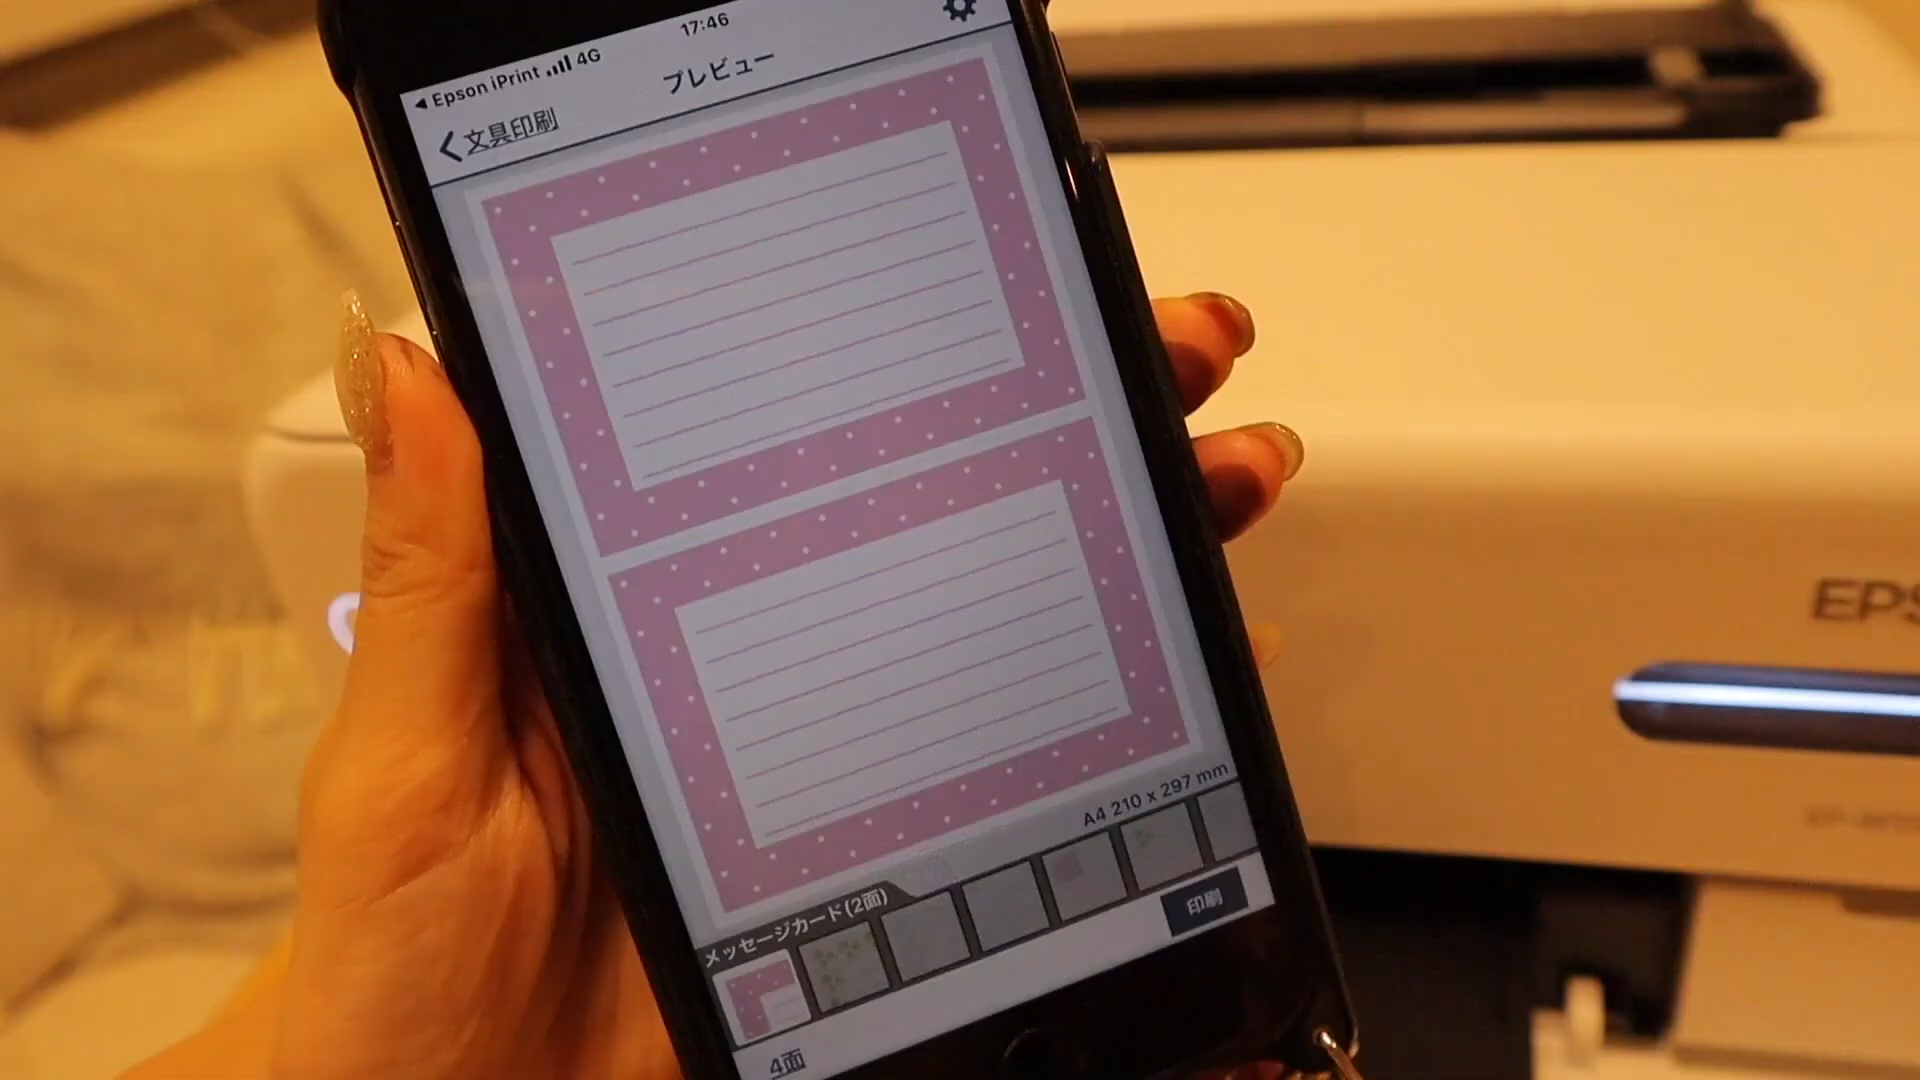 17:46
◀ Epson iPrint 4G
プレビュー
文具印刷
EPS
A4 210 x 297 mm
メッセージカード(2面)
印刷
4面